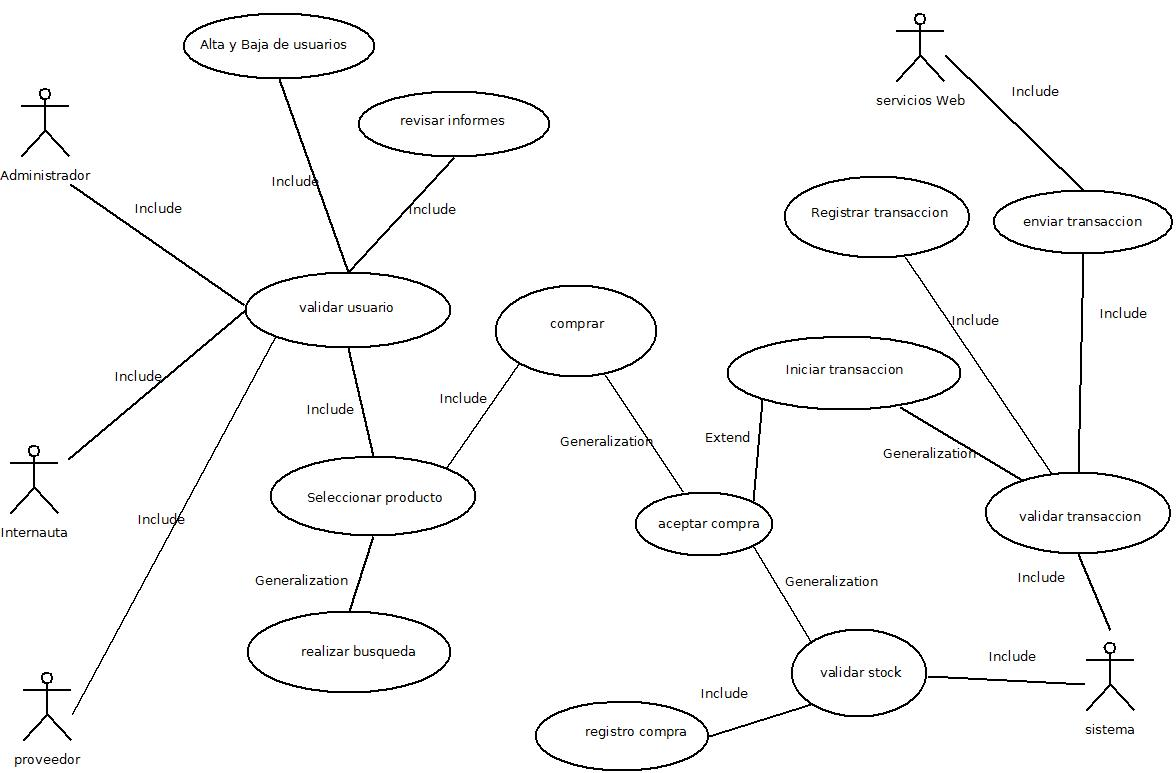 Alta y Baja de usuarios
servicios Web
Include
revisar informes
Administrador
Include
Include
Include
Registrar transaccion
enviar transaccion
validar usuario
comprar
Include
Include
Include
Iniciar transaccion
Include
Include
Generalization
Extend
Generalization
Seleccionar producto
aceptar compra
validar transaccion
Internauta
Include
Generalization
Generalization
Include
realizar busqueda
Include
validar stock
Include
registro compra
sistema
proveedor